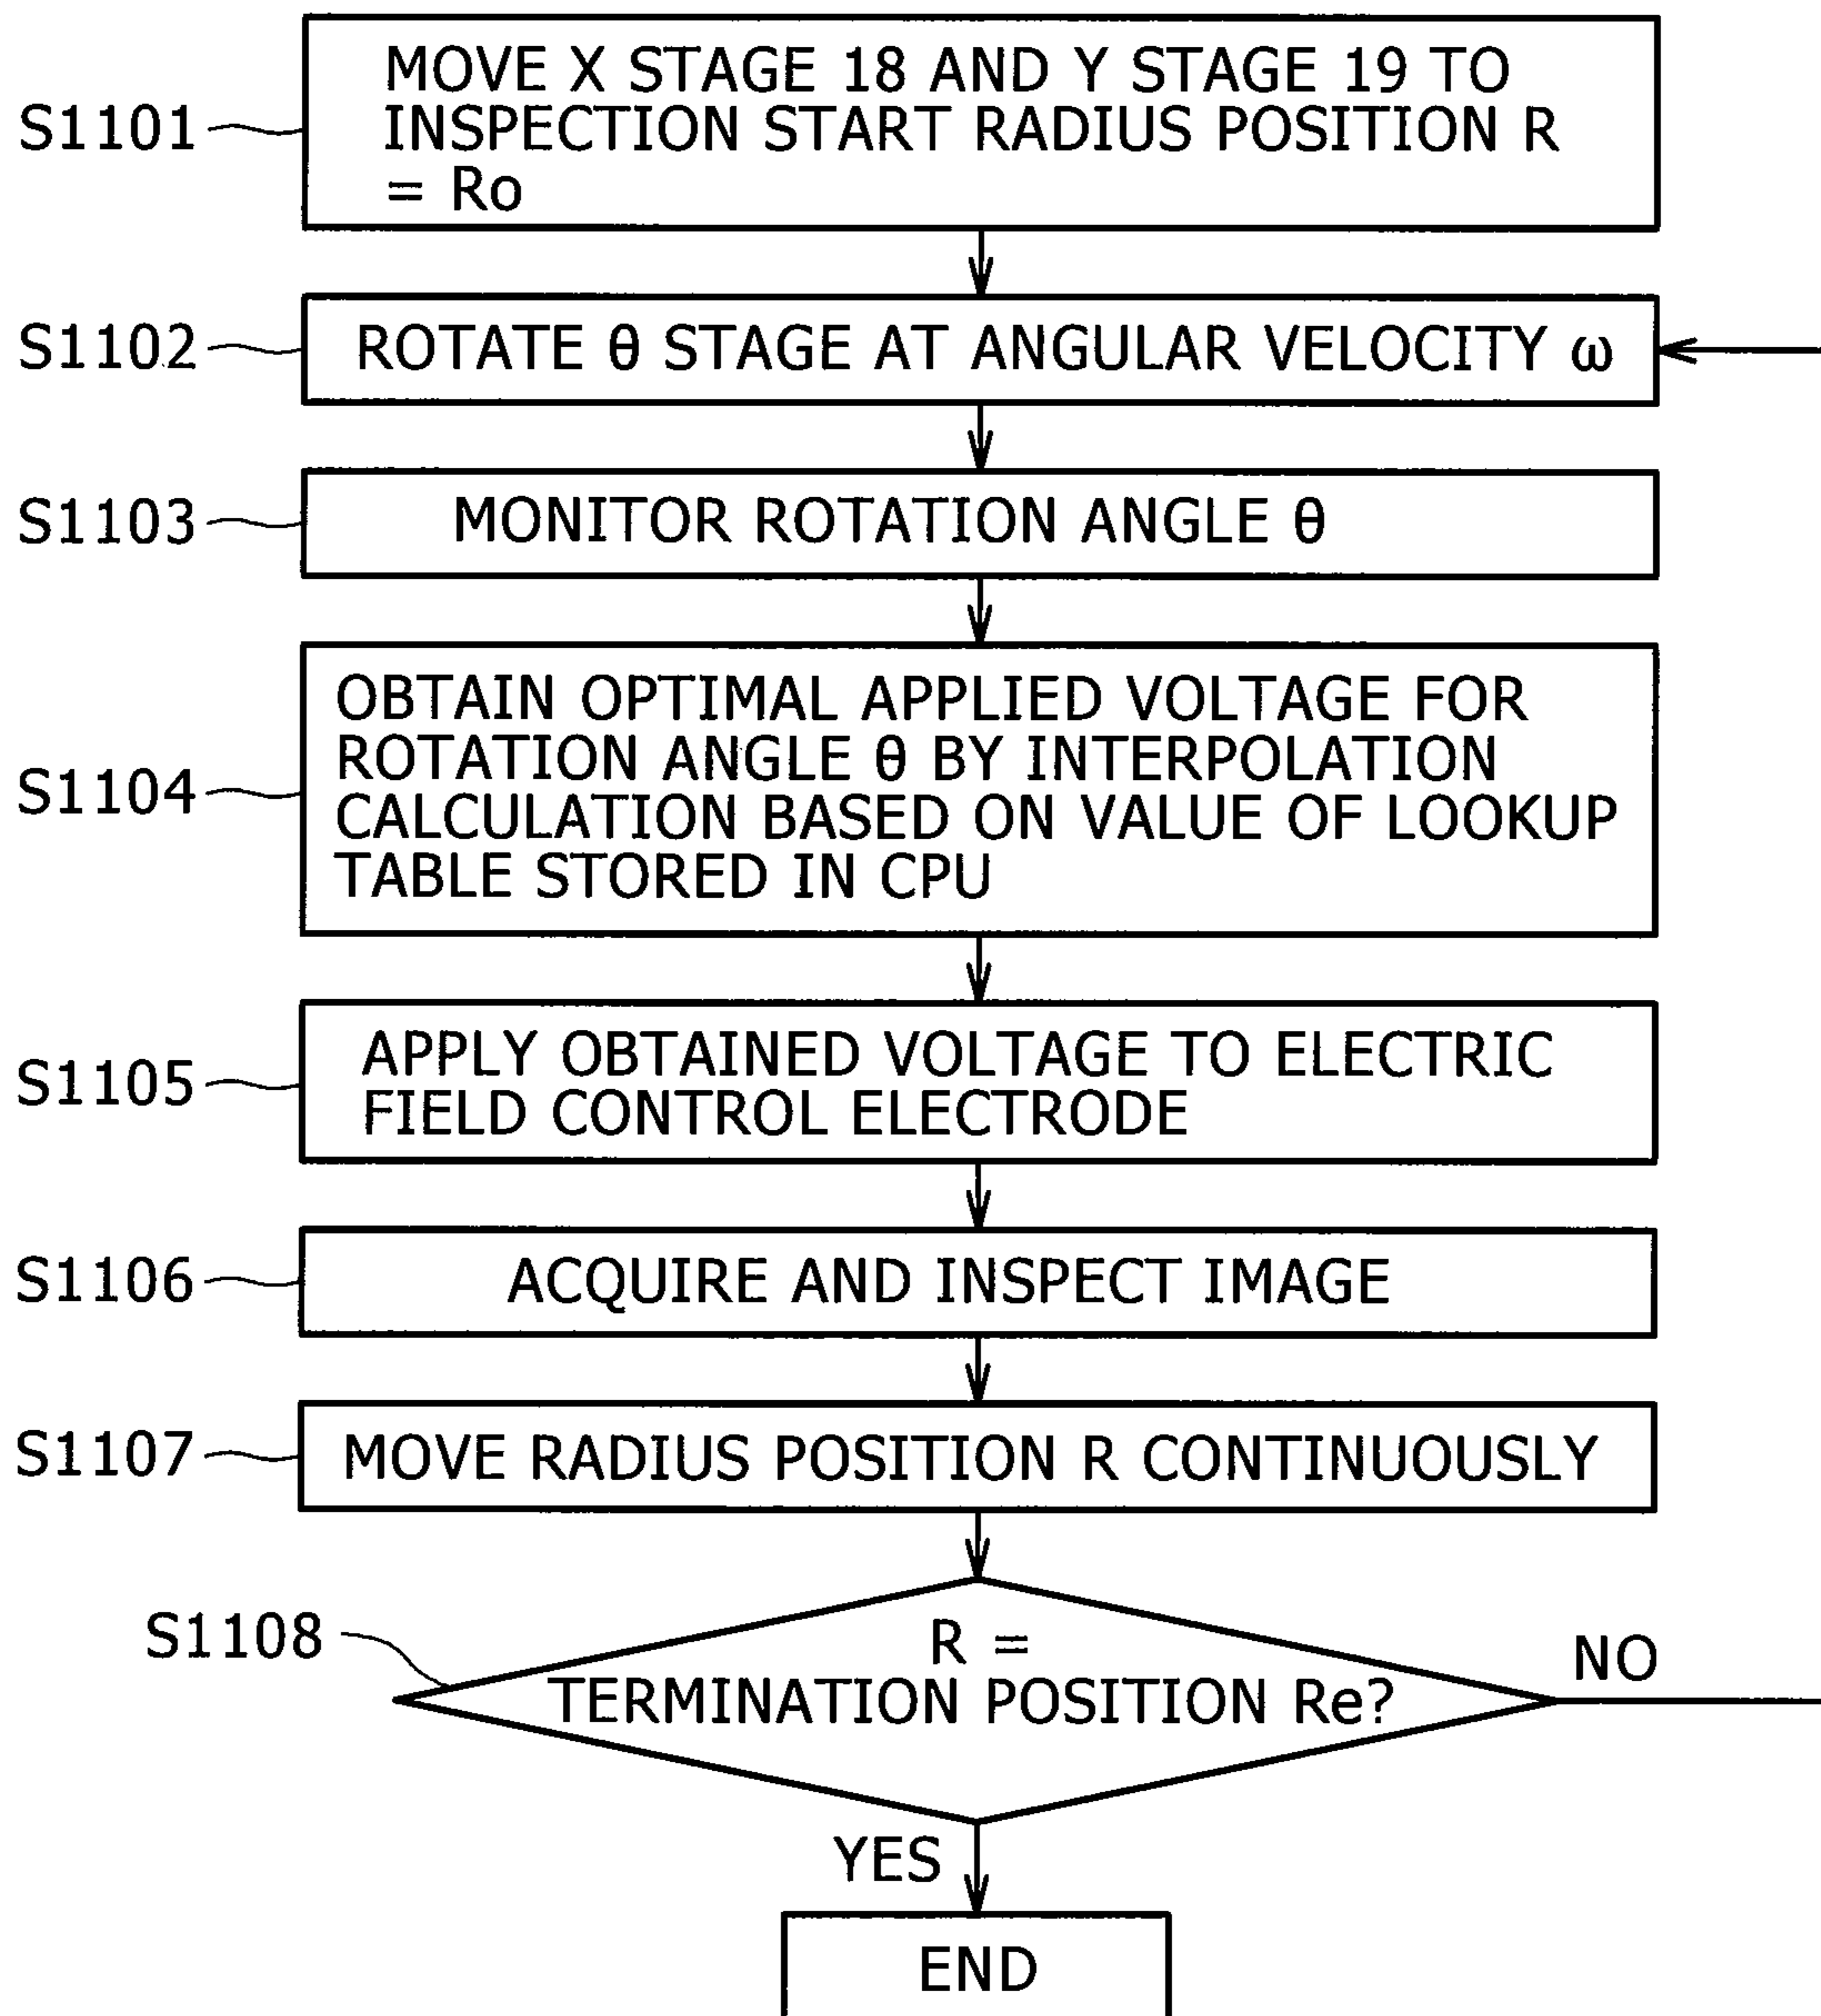 S1101
MOVE X STAGE 18 AND Y STAGE 19 TO
INSPECTION START RADIUS POSITION R
= Ro
S1102
ROTATE θ STAGE AT ANGULAR VELOCITY ω
S1103
MONITOR ROTATION ANGLE θ
S1104
OBTAIN OPTIMAL APPLIED VOLTAGE FOR
ROTATION ANGLE θ BY INTERPOLATION
CALCULATION BASED ON VALUE OF LOOKUP
TABLE STORED IN CPU
S1105
APPLY OBTAINED VOLTAGE TO ELECTRIC
FIELD CONTROL ELECTRODE
S1106
ACQUIRE AND INSPECT IMAGE
S1107
MOVE RADIUS POSITION R CONTINUOUSLY
S1108
R =
TERMINATION POSITION Re?
NO
YES
END